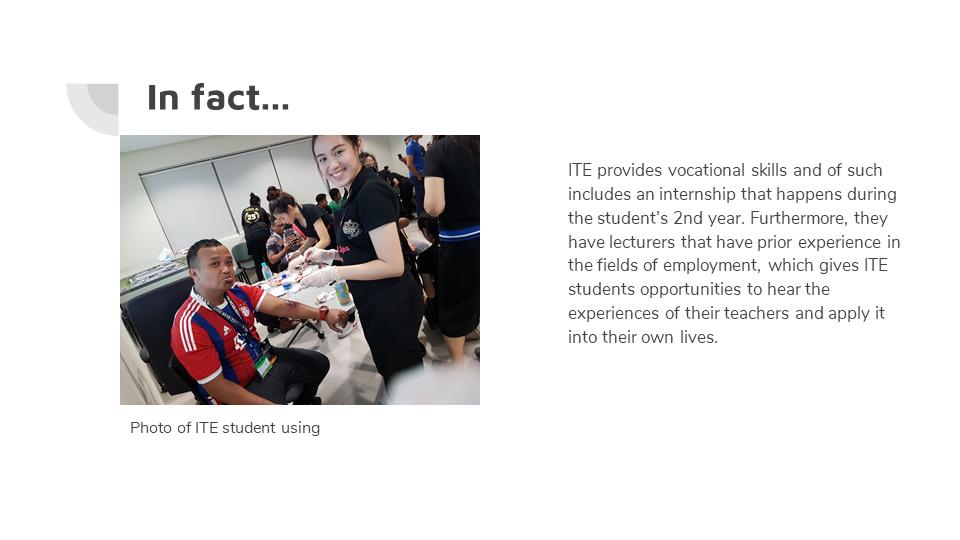 In fact...
ITE provides vocational skills and of such
includes an internship that happens during
the student's 2nd year. Furthermore, they
have lecturers that have prior experience in
the fields of employment, which gives ITE
students opportunities to hear the
experiences of their teachers and apply it
into their own lives.
25
Photo of ITE student using